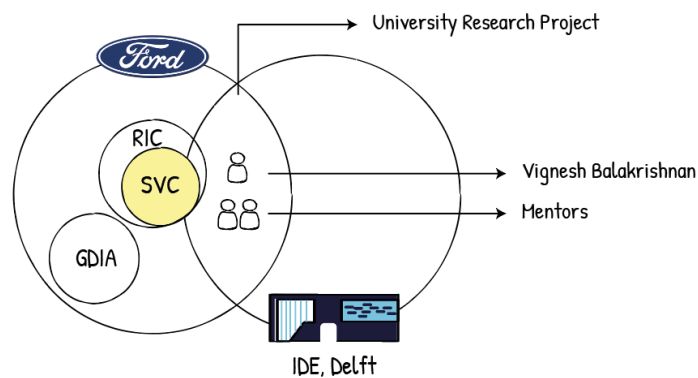 University Research Project
Ford
RIC
SVC
Vignesh Balakrishnan
Mentors
GDIA
IDE, Delft